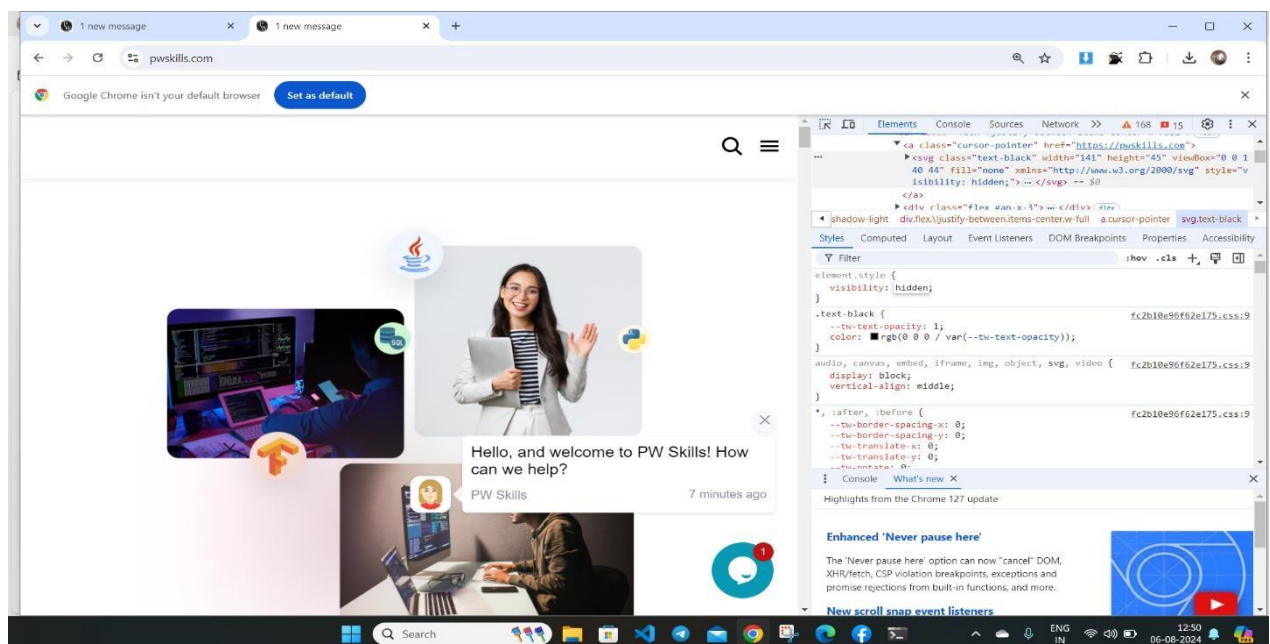 1 new message
1 new message
pwskills.com
Google Chrome isn't your default browser
Set as default
Elements Console Sources Network >> 168 15
<a class="cursor-pointer" href="https://pwskills.com">
<svg class="text-black" width="141" height="45" viewBox="0 0 1
40 44" fill="none" xmlns="http://www.w3.org/2000/svg" style="v
isibility: hidden;"> </svg> == $0
</a>
<div class="flex gap-x-3"> </div> flex
shadow-light div.flex.\!justify-between.items-center.w-full a.cursor-pointer svg.text-black
Styles Computed Layout Event Listeners DOM Breakpoints Properties Accessibility
Filter :hov .cls +
element.style {
visibility: hidden;
}
.text-black { fc2b10e96f62e175.css:9
--tw-text-opacity: 1;
color: rgb(0 0 0 / var(--tw-text-opacity));
}
audio, canvas, embed, iframe, img, object, svg, video { fc2b10e96f62e175.css:9
display: block;
vertical-align: middle;
}
*, :after, :before { fc2b10e96f62e175.css:9
--tw-border-spacing-x: 0;
--tw-border-spacing-y: 0;
--tw-translate-x: 0;
--tw-translate-y: 0;
--tw-rotate: 0;
Console What's new
Highlights from the Chrome 127 update
Enhanced 'Never pause here'
The 'Never pause here' option can now "cancel" DOM,
XHR/fetch, CSP violation breakpoints, exceptions and
promise rejections from built-in functions, and more.
New scroll snap event listeners
SQL
Hello, and welcome to PW Skills! How
can we help?
PW Skills 7 minutes ago
1
Search
ENG
IN
12:50
06-08-2024